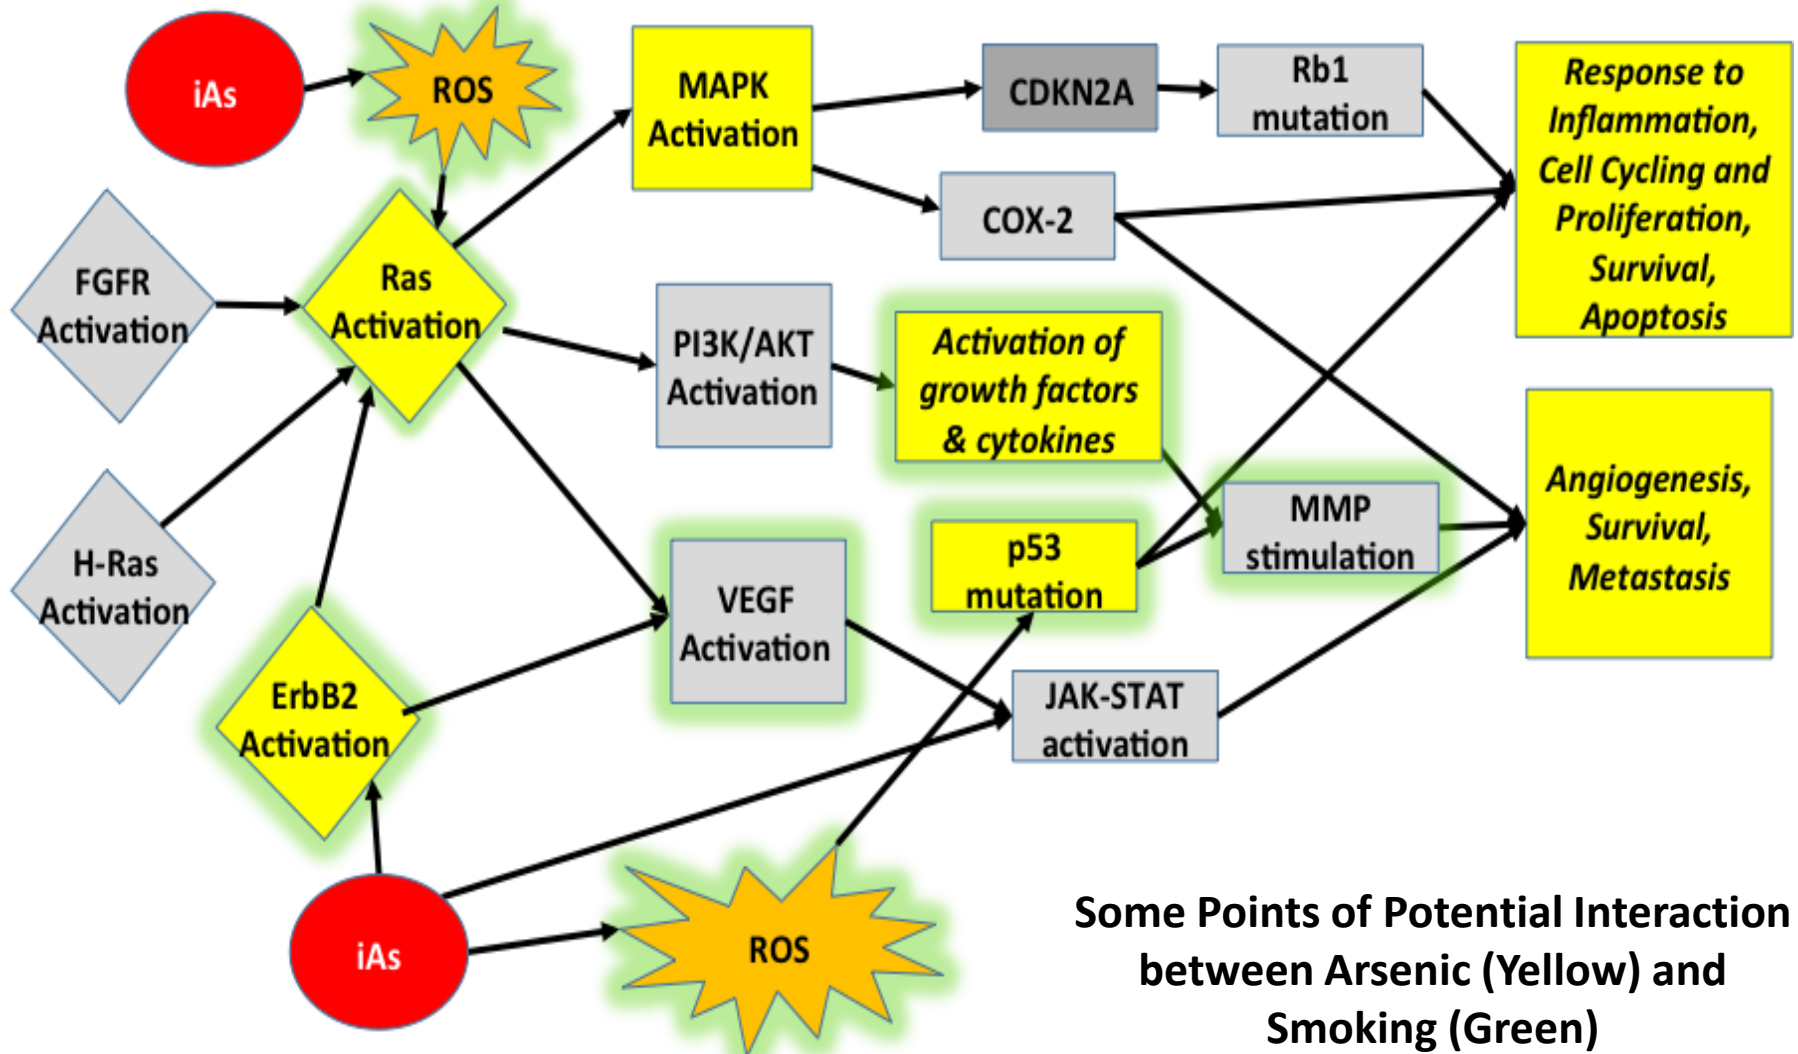 iAs
ROS
MAPK
Activation
CDKN2A
Rb1
mutation
Response to
Inflammation,
Cell Cycling and
Proliferation,
Survival,
Apoptosis
COX-2
FGFR
Activation
Ras
Activation
PI3K/AKT
Activation
Activation of
growth factors
& cytokines
Angiogenesis,
Survival,
Metastasis
H-Ras
Activation
MMP
stimulation
p53
mutation
VEGF
Activation
ErbB2
Activation
JAK-STAT
activation
iAs
ROS
Some Points of Potential Interaction
between Arsenic (Yellow) and
Smoking (Green)